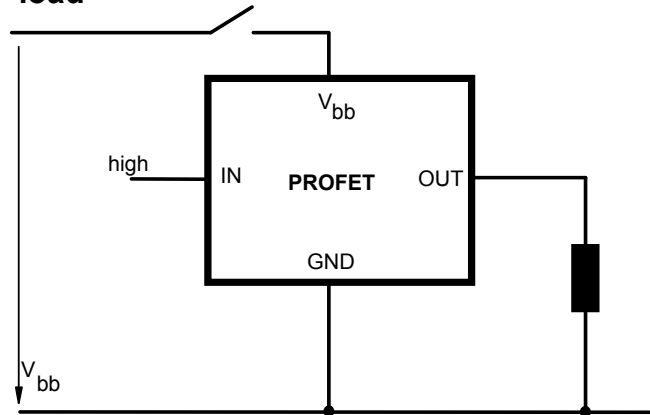 load
V
bb
high
IN
PROFET
OUT
GND
V
bb